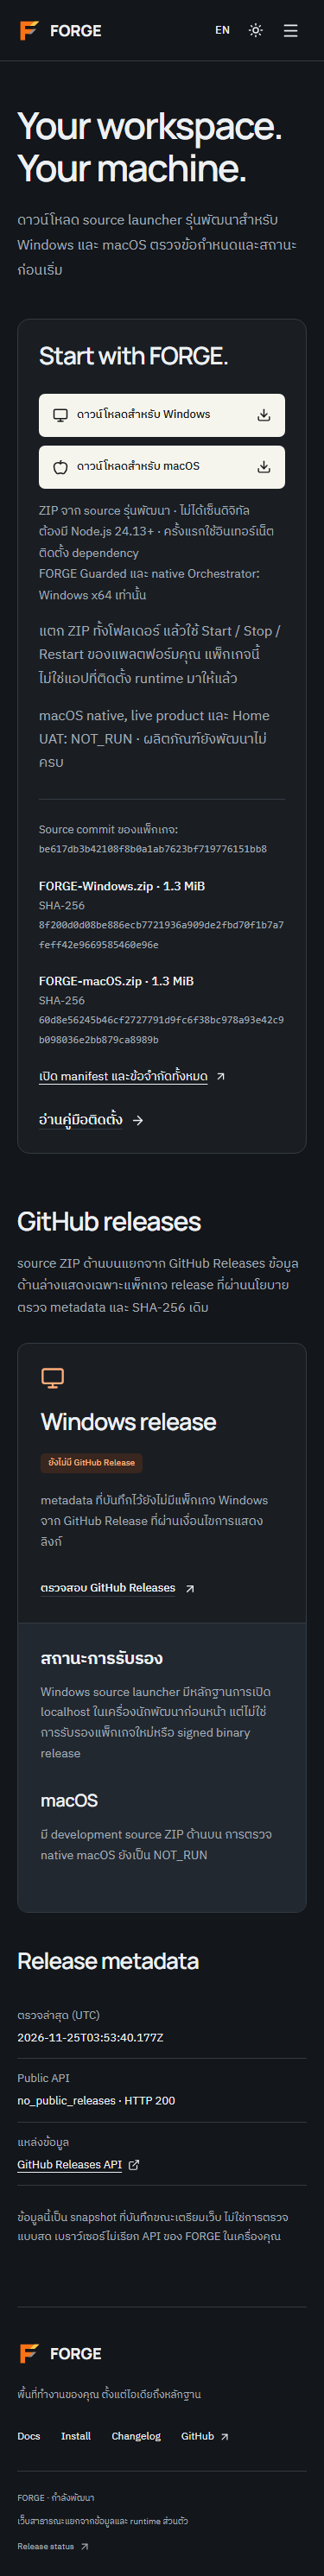 FORGE
EN
Your workspace.
Your machine.
ดาวน์โหลด source launcher รุ่นพัฒนาสำหรับ
Windows และ macOS ตรวจข้อกำหนดและสถานะ
ก่อนเริ่ม
Start with FORGE.
ดาวน์โหลดสำหรับ Windows
ดาวน์โหลดสำหรับ macOS
ZIP จาก source รุ่นพัฒนา · ไม่ได้เซ็นดิจิทัล
ต้องมี Node.js 24.13+ · ครั้งแรกใช้อินเทอร์เน็ต
ติดตั้ง dependency
FORGE Guarded และ native Orchestrator:
Windows x64 เท่านั้น
แตก ZIP ทั้งโฟลเดอร์ แล้วใช้ Start / Stop /
Restart ของแพลตฟอร์มคุณ แพ็กเกจนี้
ไม่ใช่แอปที่ติดตั้ง runtime มาให้แล้ว
macOS native, live product และ Home
UAT: NOT_RUN · ผลิตภัณฑ์ยังพัฒนาไม่
ครบ
Source commit ของแพ็กเกจ:
be617db3b42108f8b0a1ab7623bf719776151bb8
FORGE-Windows.zip · 1.3 MiB
SHA-256
8f200d0d08be886ecb7721936a909de2fbd70f1b7a7
feff42e9669585460e96e
FORGE-macOS.zip · 1.3 MiB
SHA-256
60d8e56245b46cf2727791d9fc6f38bc978a93e42c9
b098036e2bb879ca8989b
เปิด manifest และข้อจำกัดทั้งหมด
อ่านคู่มือติดตั้ง
GitHub releases
source ZIP ด้านบนแยกจาก GitHub Releases ข้อมูล
ด้านล่างแสดงเฉพาะแพ็กเกจ release ที่ผ่านนโยบาย
ตรวจ metadata และ SHA-256 เดิม
Windows release
ยังไม่มี GitHub Release
metadata ที่บันทึกไว้ยังไม่มีแพ็กเกจ Windows
จาก GitHub Release ที่ผ่านเงื่อนไขการแสดง
ลิงก์
ตรวจสอบ GitHub Releases
สถานะการรับรอง
Windows source launcher มีหลักฐานการเปิด
localhost ในเครื่องนักพัฒนาก่อนหน้า แต่ไม่ใช่
การรับรองแพ็กเกจใหม่หรือ signed binary
release
macOS
มี development source ZIP ด้านบน การตรวจ
native macOS ยังเป็น NOT_RUN
Release metadata
ตรวจล่าสุด (UTC)
2026-11-25T03:53:40.177Z
Public API
no_public_releases · HTTP 200
แหล่งข้อมูล
GitHub Releases API
ข้อมูลนี้เป็น snapshot ที่บันทึกขณะเตรียมเว็บ ไม่ใช่การตรวจ
แบบสด เบราว์เซอร์ไม่เรียก API ของ FORGE ในเครื่องคุณ
FORGE
พื้นที่ทำงานของคุณ ตั้งแต่ไอเดียถึงหลักฐาน
Docs Install Changelog GitHub
FORGE · กำลังพัฒนา
เว็บสาธารณะแยกจากข้อมูลและ runtime ส่วนตัว
Release status